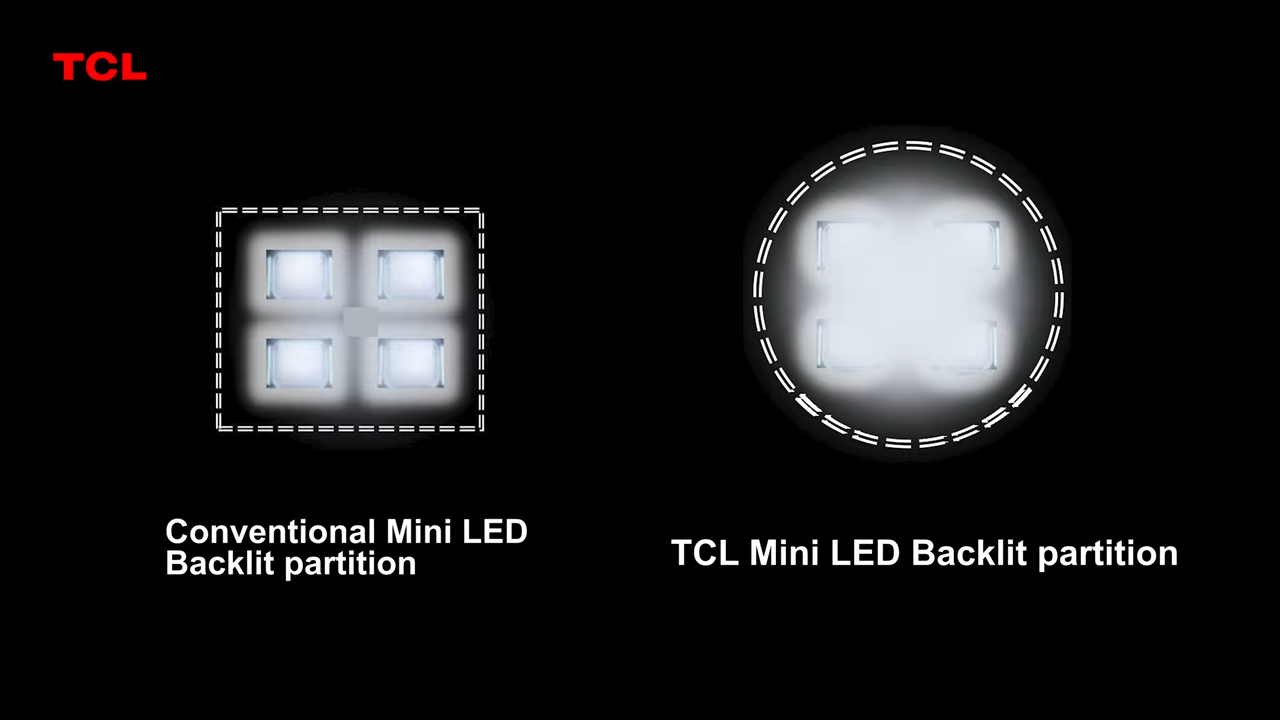 TCL
Conventional Mini LED
Backlit partition
TCL Mini LED Backlit partition